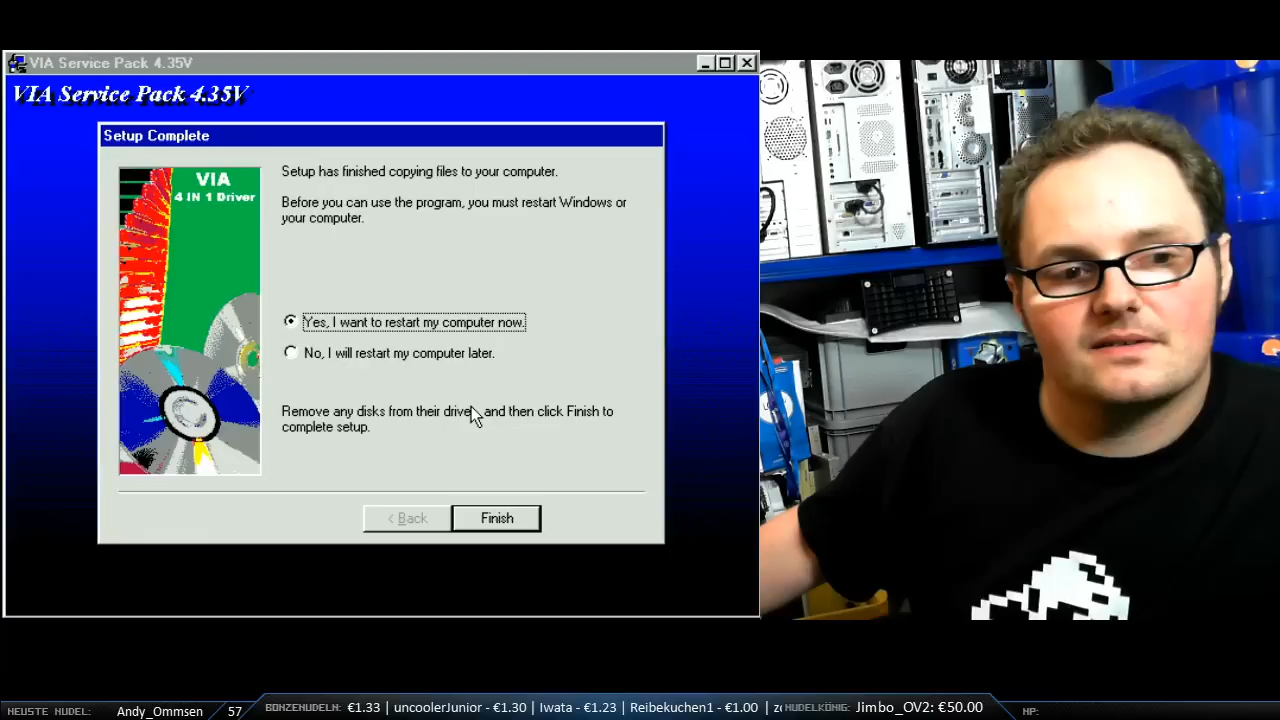 VIA Service Pack 4.35V
VIA Service Pack 4.35V
Setup Complete
VIA
4 IN 1 Driver
Setup has finished copying files to your computer.
Before you can use the program, you must restart Windows or
your computer.
Yes, I want to restart my computer now.
No, I will restart my computer later.
Remove any disks from their drive and then click Finish to
complete setup.
< Back
Finish
HEUSTE NUDEL: Andy_Ommsen 57 BONZENUDELN: €1.33 | uncoolerJunior - €1.30 | Iwata - €1.23 | Reibekuchen1 - €1.00 | NUDELKÖNIG: Jimbo_OV2: €50.00 HP: